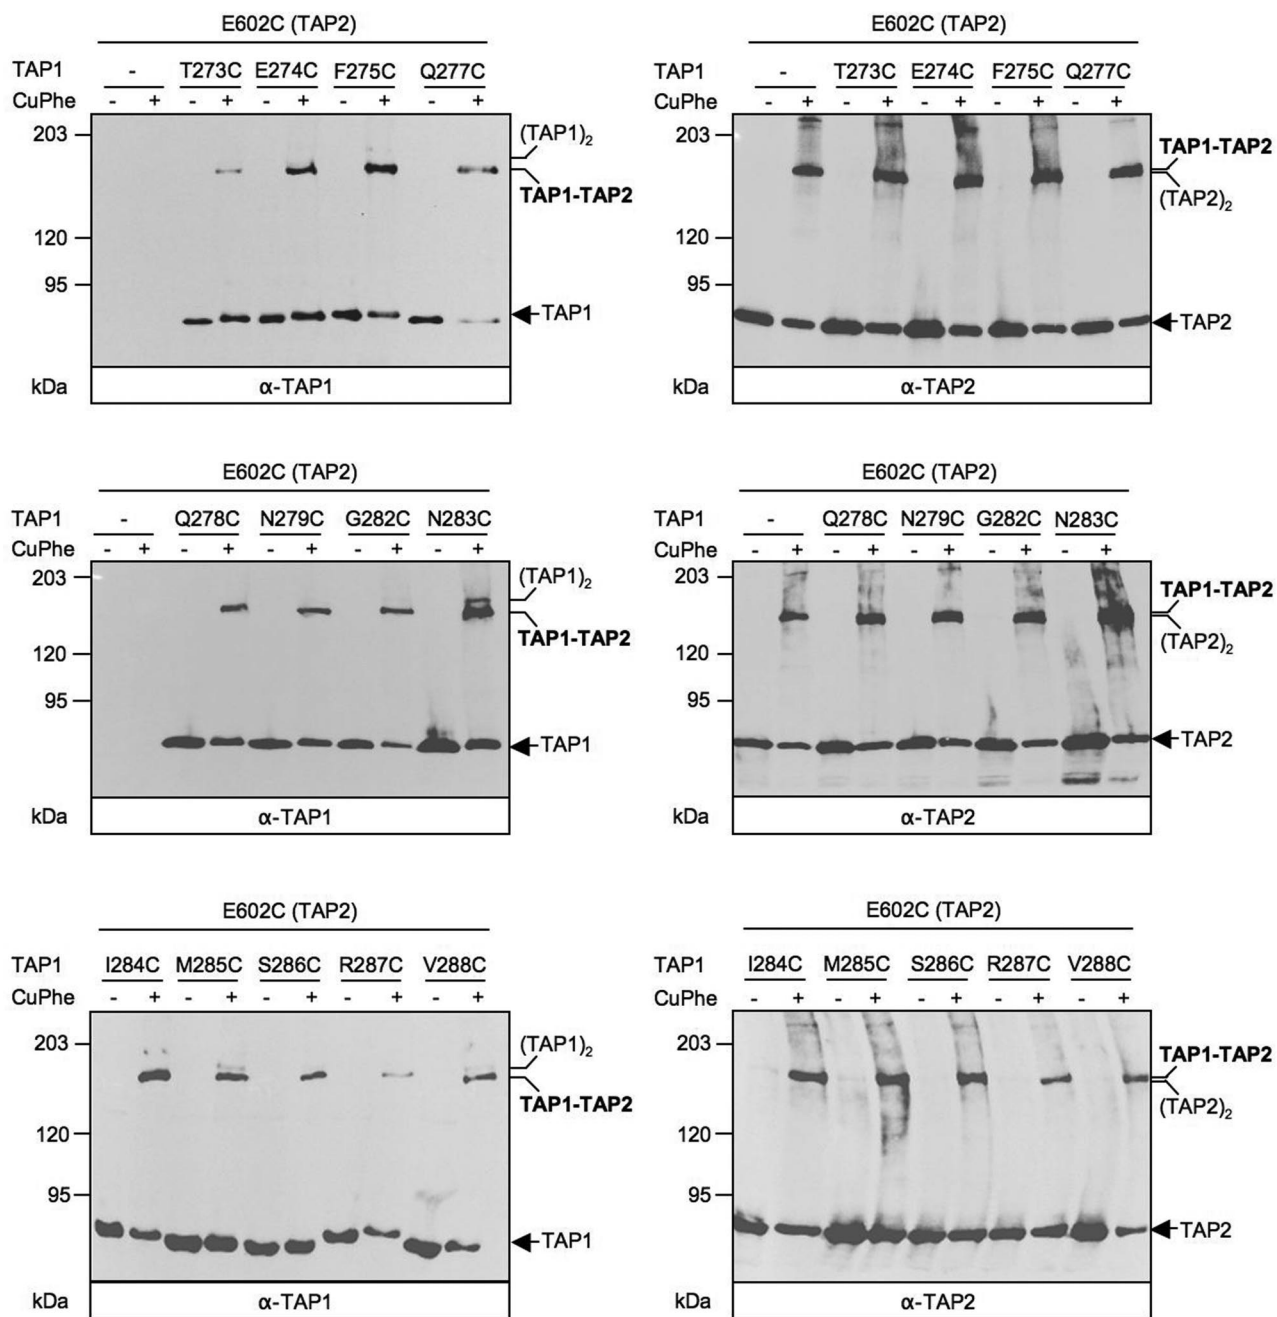 E602C (TAP2)
TAP1 - T273C E274C F275C Q277C
CuPhe - + - + - + - + - +
203
(TAP1)2
TAP1-TAP2
120
95
TAP1
kDa α-TAP1
E602C (TAP2)
TAP1 - T273C E274C F275C Q277C
CuPhe - + - + - + - + - +
203
TAP1-TAP2
(TAP2)2
120
95
TAP2
kDa α-TAP2
E602C (TAP2)
TAP1 - Q278C N279C G282C N283C
CuPhe - + - + - + - + - +
203
(TAP1)2
TAP1-TAP2
120
95
TAP1
kDa α-TAP1
E602C (TAP2)
TAP1 - Q278C N279C G282C N283C
CuPhe - + - + - + - + - +
203
TAP1-TAP2
(TAP2)2
120
95
TAP2
kDa α-TAP2
E602C (TAP2)
TAP1 I284C M285C S286C R287C V288C
CuPhe - + - + - + - + - +
203
(TAP1)2
TAP1-TAP2
120
95
TAP1
kDa α-TAP1
E602C (TAP2)
TAP1 I284C M285C S286C R287C V288C
CuPhe - + - + - + - + - +
203
TAP1-TAP2
(TAP2)2
120
95
TAP2
kDa α-TAP2